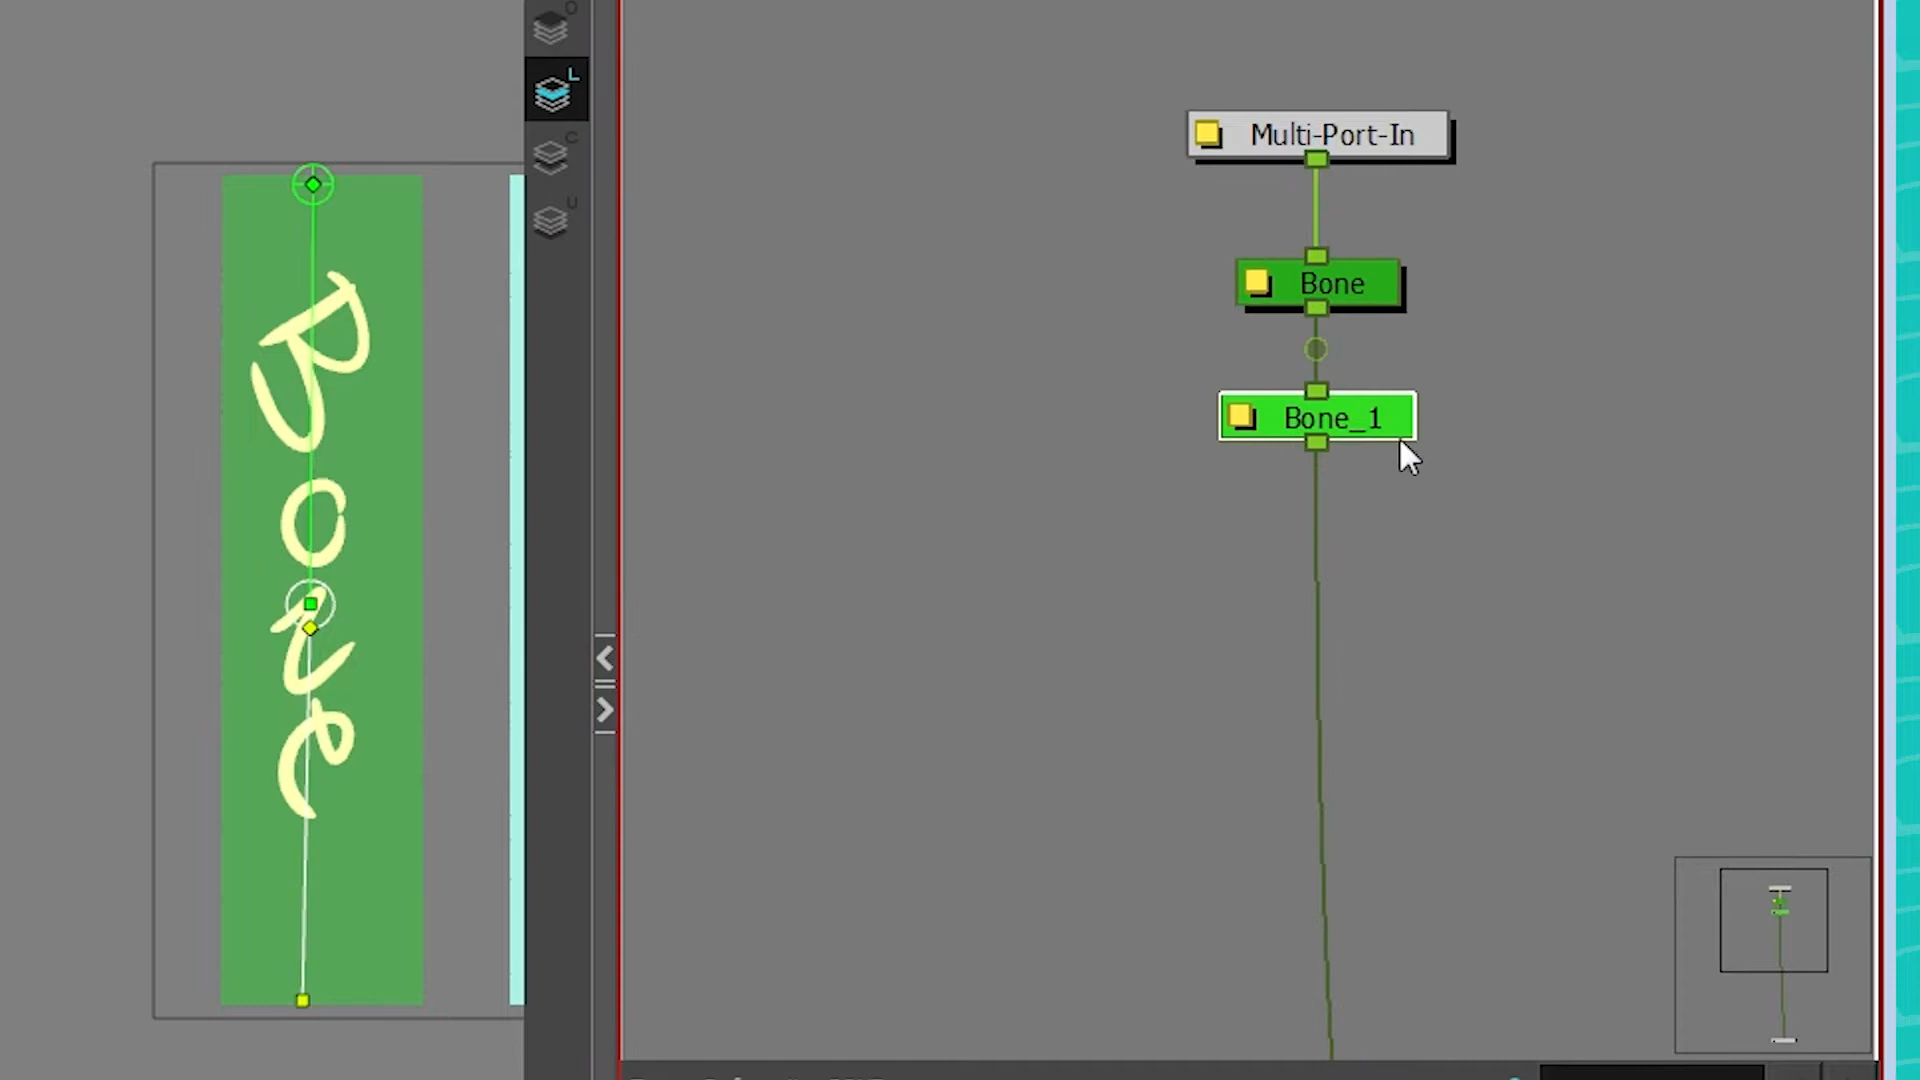 O
L
C
U
Bone
Multi-Port-In
Bone
Bone_1